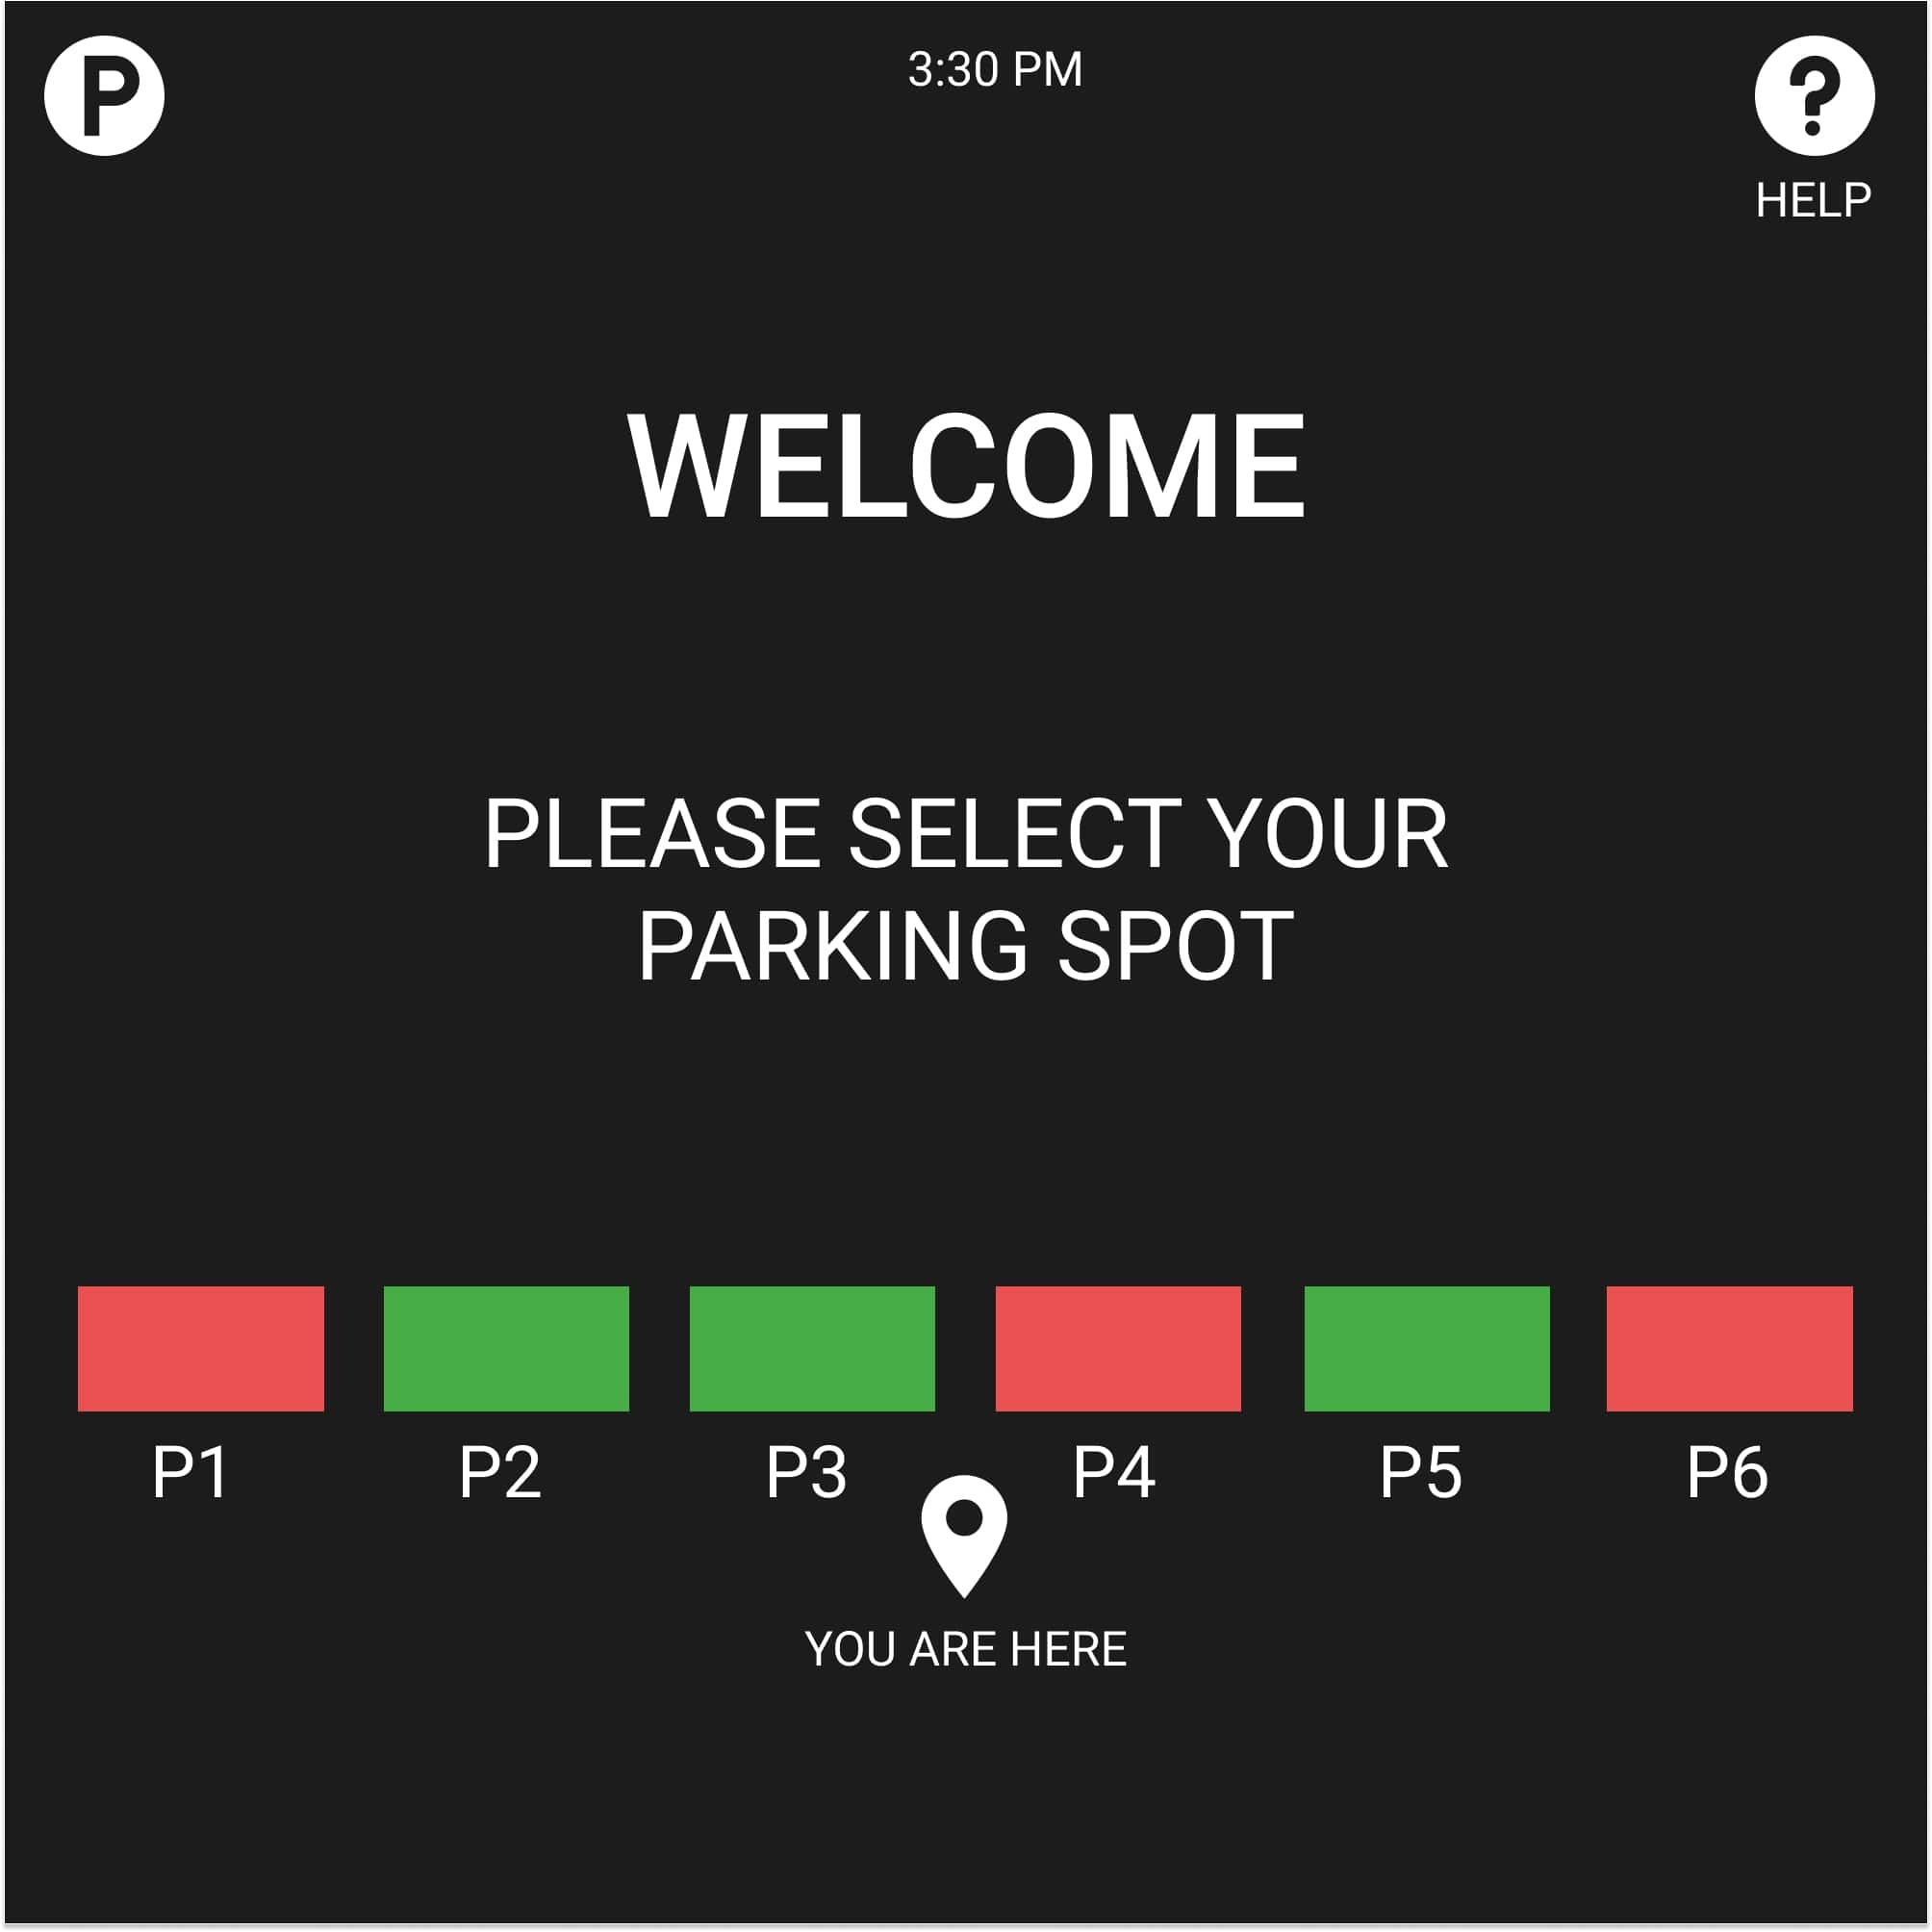 P
3:30 PM
?
HELP
WELCOME
PLEASE SELECT YOUR
PARKING SPOT
P1 P2 P3 P4 P5 P6
YOU ARE HERE